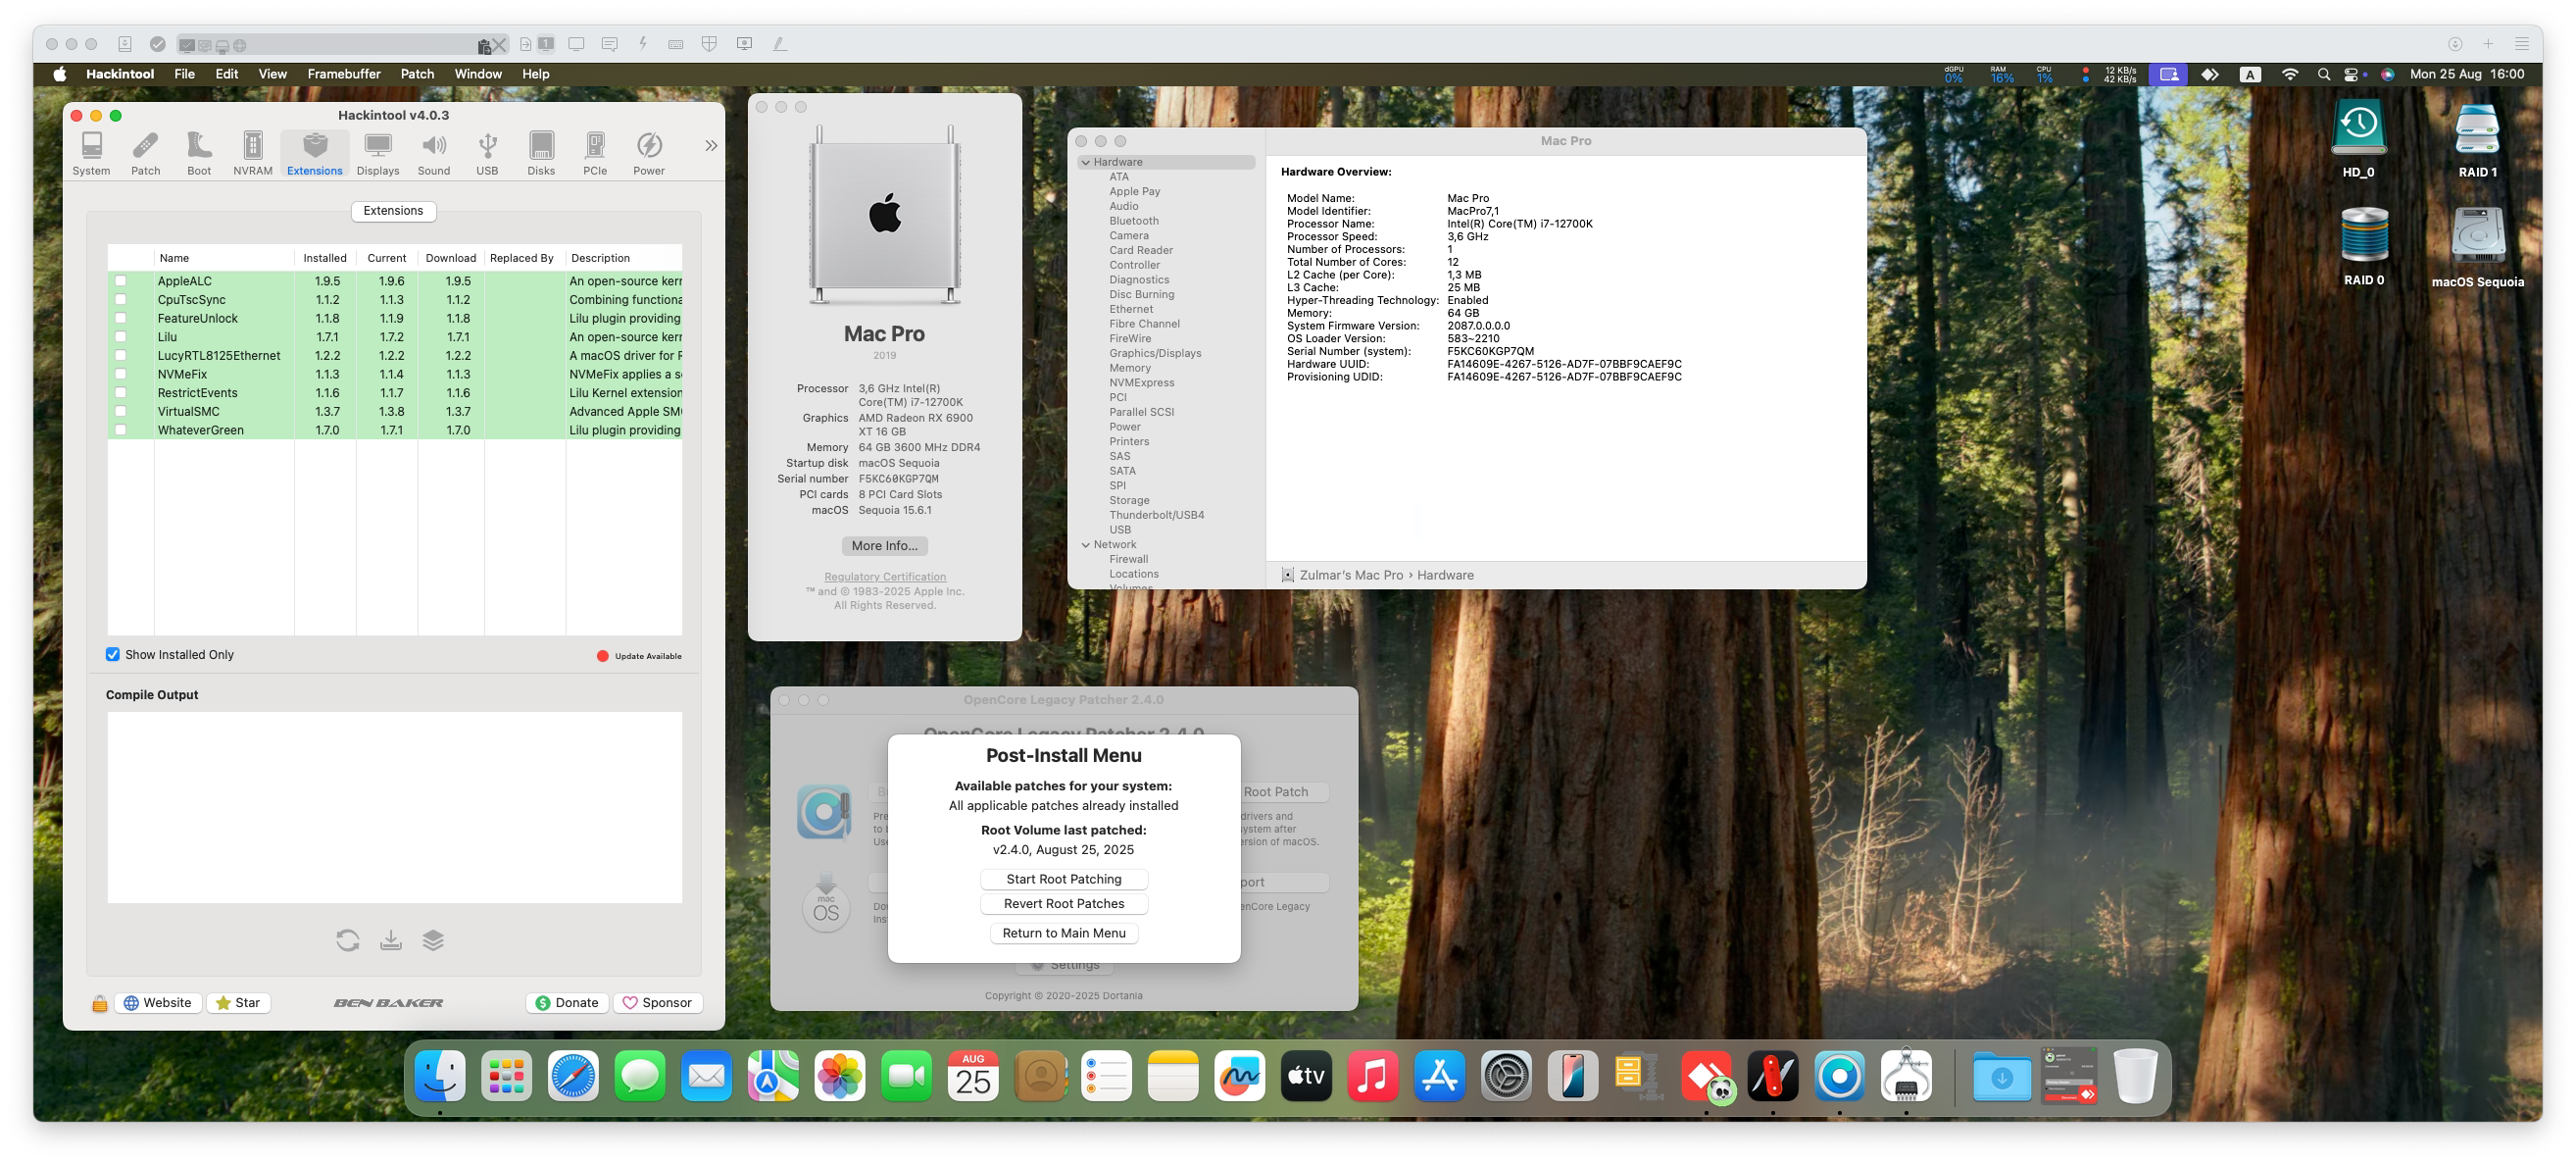 1
Hackintool File Edit View Framebuffer Patch Window Help
dGPU 0% RAM 16% CPU 1% 12 KB/s 42 KB/s A Mon 25 Aug 16:00
Hackintool v4.0.3
System Patch Boot NVRAM Extensions Displays Sound USB Disks PCIe Power
Extensions
Name Installed Current Download Replaced By Description
AppleALC 1.9.5 1.9.6 1.9.5 An open-source kerr
CpuTscSync 1.1.2 1.1.3 1.1.2 Combining functiona
FeatureUnlock 1.1.8 1.1.9 1.1.8 Lilu plugin providing
Lilu 1.7.1 1.7.2 1.7.1 An open-source kerr
LucyRTL8125Ethernet 1.2.2 1.2.2 1.2.2 A macOS driver for
NVMeFix 1.1.3 1.1.4 1.1.3 NVMeFix applies a
RestrictEvents 1.1.6 1.1.7 1.1.6 Lilu Kernel extension
VirtualSMC 1.3.7 1.3.8 1.3.7 Advanced Apple SM
WhateverGreen 1.7.0 1.7.1 1.7.0 Lilu plugin providing
Show Installed Only Update Available
Compile Output
Website Star BEN BAKER Donate Sponsor
Mac Pro
2019
Processor 3,6 GHz Intel(R)
Core(TM) i7-12700K
Graphics AMD Radeon RX 6900
XT 16 GB
Memory 64 GB 3600 MHz DDR4
Startup disk macOS Sequoia
Serial number F5KC60KGP7QM
PCI cards 8 PCI Card Slots
macOS Sequoia 15.6.1
More Info...
Regulatory Certification
™ and © 1983-2025 Apple Inc.
All Rights Reserved.
Mac Pro
Hardware
ATA
Apple Pay
Audio
Bluetooth
Camera
Card Reader
Controller
Diagnostics
Disc Burning
Ethernet
Fibre Channel
FireWire
Graphics/Displays
Memory
NVMExpress
PCI
Parallel SCSI
Power
Printers
SAS
SATA
SPI
Storage
Thunderbolt/USB4
USB
Network
Firewall
Locations
Volumes
Hardware Overview:
Model Name: Mac Pro
Model Identifier: MacPro7,1
Processor Name: Intel(R) Core(TM) i7-12700K
Processor Speed: 3,6 GHz
Number of Processors: 1
Total Number of Cores: 12
L2 Cache (per Core): 1,3 MB
L3 Cache: 25 MB
Hyper-Threading Technology: Enabled
Memory: 64 GB
System Firmware Version: 2087.0.0.0.0
OS Loader Version: 583~2210
Serial Number (system): F5KC60KGP7QM
Hardware UUID: FA14609E-4267-5126-AD7F-07BBF9CAEF9C
Provisioning UDID: FA14609E-4267-5126-AD7F-07BBF9CAEF9C
Zulmar's Mac Pro › Hardware
HD_0
RAID 1
RAID 0
macOS Sequoia
OpenCore Legacy Patcher 2.4.0
OpenCore Legacy Patcher 2.4.0
Root Patch
drivers and
ystem after
ersion of macOS.
port
enCore Legacy
mac
OS
Post-Install Menu
Available patches for your system:
All applicable patches already installed
Root Volume last patched:
v2.4.0, August 25, 2025
Start Root Patching
Revert Root Patches
Return to Main Menu
Settings
Copyright © 2020-2025 Dortania
AUG
25
tv